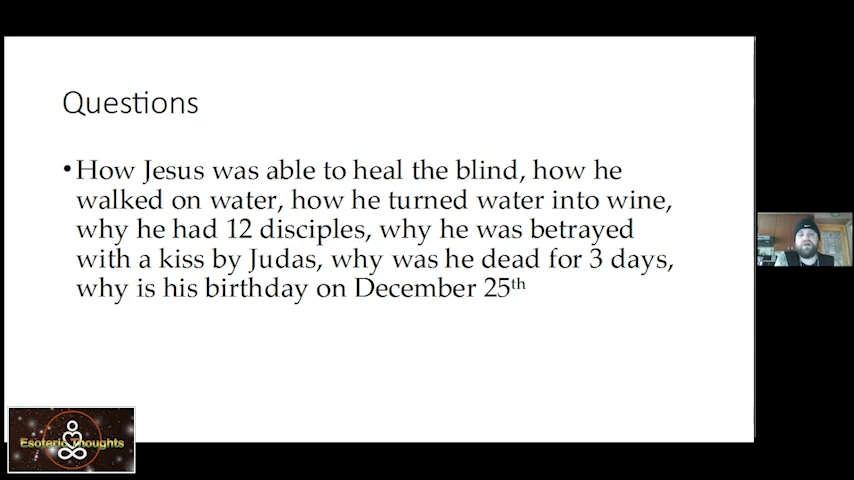 Questions
•How Jesus was able to heal the blind, how he
walked on water, how he turned water into wine,
why he had 12 disciples, why he was betrayed
with a kiss by Judas, why was he dead for 3 days,
why is his birthday on December 25th
Esoteric Thoughts